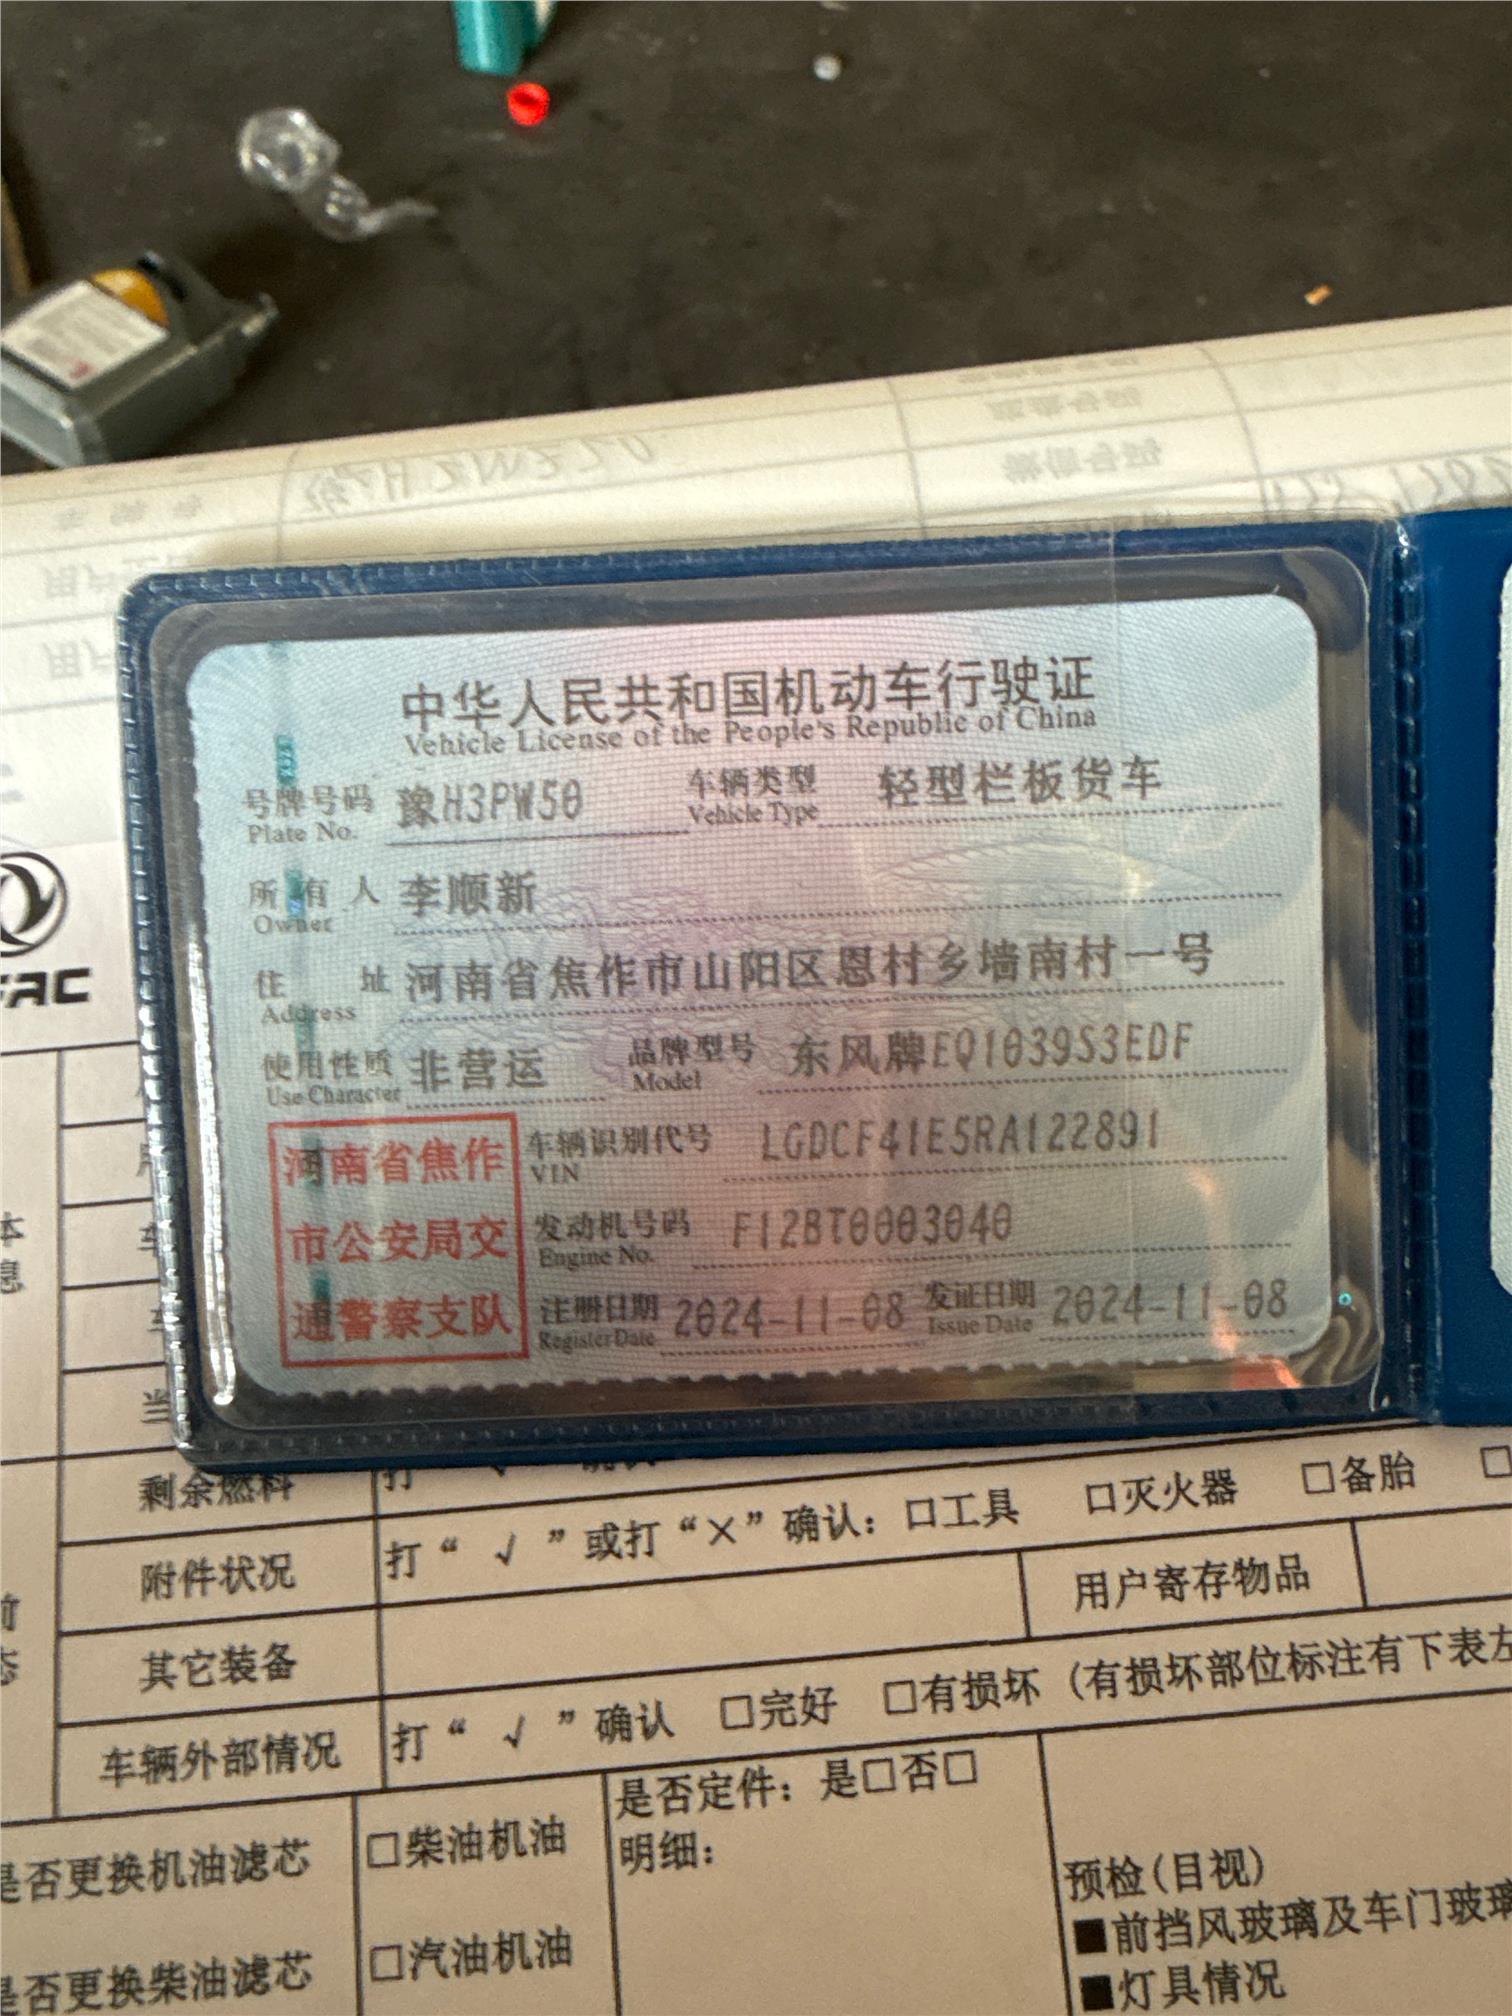 中华人民共和国机动车行驶证
Vehicle License of the People's Republic of China
号牌号码 豫H3PW50 车辆类型 轻型栏板货车
Plate No. Vehicle Type
所有人 李顺新
Owner
住址 河南省焦作市山阳区恩村乡墙南村一号
Address
使用性质 非营运 品牌型号 东风牌EQ1039S3EDF
Use Character Model
河南省焦作 车辆识别代号 LGDCF41E5RA122891
VIN
市公安局交 发动机号码 F12BT0003040
Engine No.
通警察支队 注册日期 2024-11-08 发证日期 2024-11-08
Register Date Issue Date
剩余燃料 打
附件状况 打“√”或打“×”确认：□工具 □灭火器 □备胎 □
其它装备 用户寄存物品
车辆外部情况 打“√”确认 □完好 □有损坏（有损坏部位标注有下表左
是否更换机油滤芯 □柴油机油 是否定件：是□否□
明细：
是否更换柴油滤芯 □汽油机油 预检(目视)
■前挡风玻璃及车门玻璃
■灯具情况